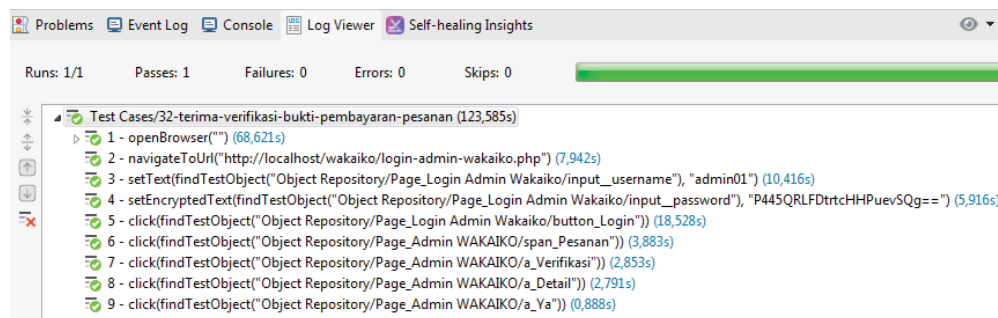 Problems Event Log Console Log Viewer Self-healing Insights
Runs: 1/1 Passes: 1 Failures: 0 Errors: 0 Skips: 0
Test Cases/32-terima-verifikasi-bukti-pembayaran-pesanan (123,585s)
1 - openBrowser("") (68,621s)
2 - navigateToUrl("http://localhost/wakaiko/login-admin-wakaiko.php") (7,942s)
3 - setText(findTestObject("Object Repository/Page_Login Admin Wakaiko/input__username"), "admin01") (10,416s)
4 - setEncryptedText(findTestObject("Object Repository/Page_Login Admin Wakaiko/input__password"), "P445QRLFDtrtcHHPuevSQg==") (5,916s)
5 - click(findTestObject("Object Repository/Page_Login Admin Wakaiko/button_Login")) (18,528s)
6 - click(findTestObject("Object Repository/Page_Admin WAKAIKO/span_Pesanan")) (3,883s)
7 - click(findTestObject("Object Repository/Page_Admin WAKAIKO/a_Verifikasi")) (2,853s)
8 - click(findTestObject("Object Repository/Page_Admin WAKAIKO/a_Detail")) (2,791s)
9 - click(findTestObject("Object Repository/Page_Admin WAKAIKO/a_Ya")) (0,888s)